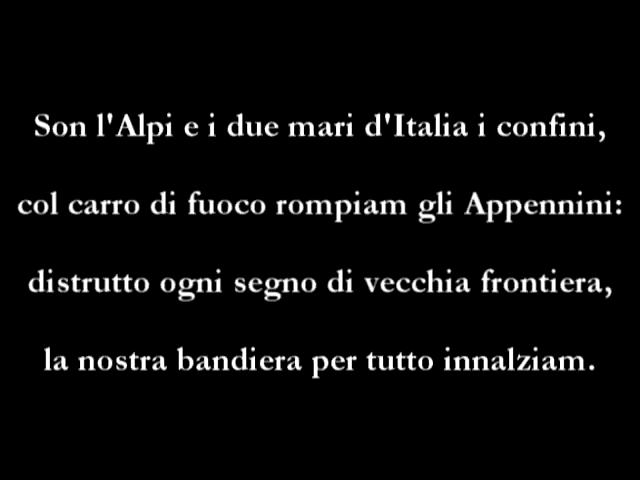 Son l'Alpi e i due mari d'Italia i confini,
col carro di fuoco rompiam gli Appennini:
distrutto ogni segno di vecchia frontiera,
la nostra bandiera per tutto innalziam.